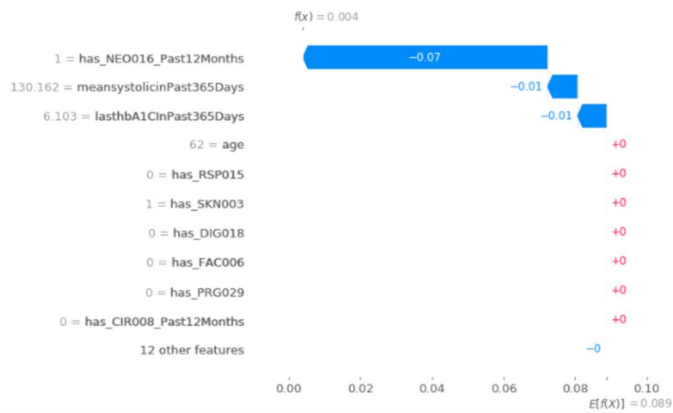 f(x) = 0.004
1 = has_NEO016_Past12Months
−0.07
130.162 = meansystolicinPast365Days
−0.01
6.103 = lasthbA1CInPast365Days
−0.01
62 = age
+0
0 = has_RSP015
+0
1 = has_SKN003
+0
0 = has_DIG018
+0
0 = has_FAC006
+0
0 = has_PRG029
+0
0 = has_CIR008_Past12Months
+0
12 other features
−0
0.00 0.02 0.04 0.06 0.08 0.10
E[f(X)] = 0.089